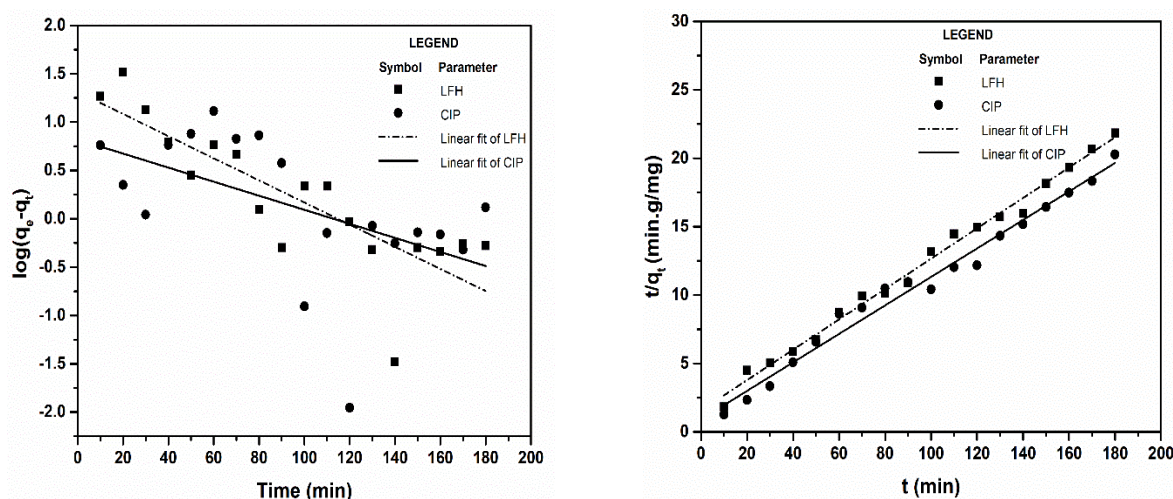 LEGEND
Symbol Parameter
LFH
CIP
Linear fit of LFH
Linear fit of CIP
2.0
1.5
1.0
0.5
0.0
-0.5
-1.0
-1.5
-2.0
log(qe-qt)
0 20 40 60 80 100 120 140 160 180 200
Time (min)
LEGEND
Symbol Parameter
LFH
CIP
Linear fit of LFH
Linear fit of CIP
30
25
20
15
10
5
0
t/qt (min.g/mg)
0 20 40 60 80 100 120 140 160 180 200
t (min)